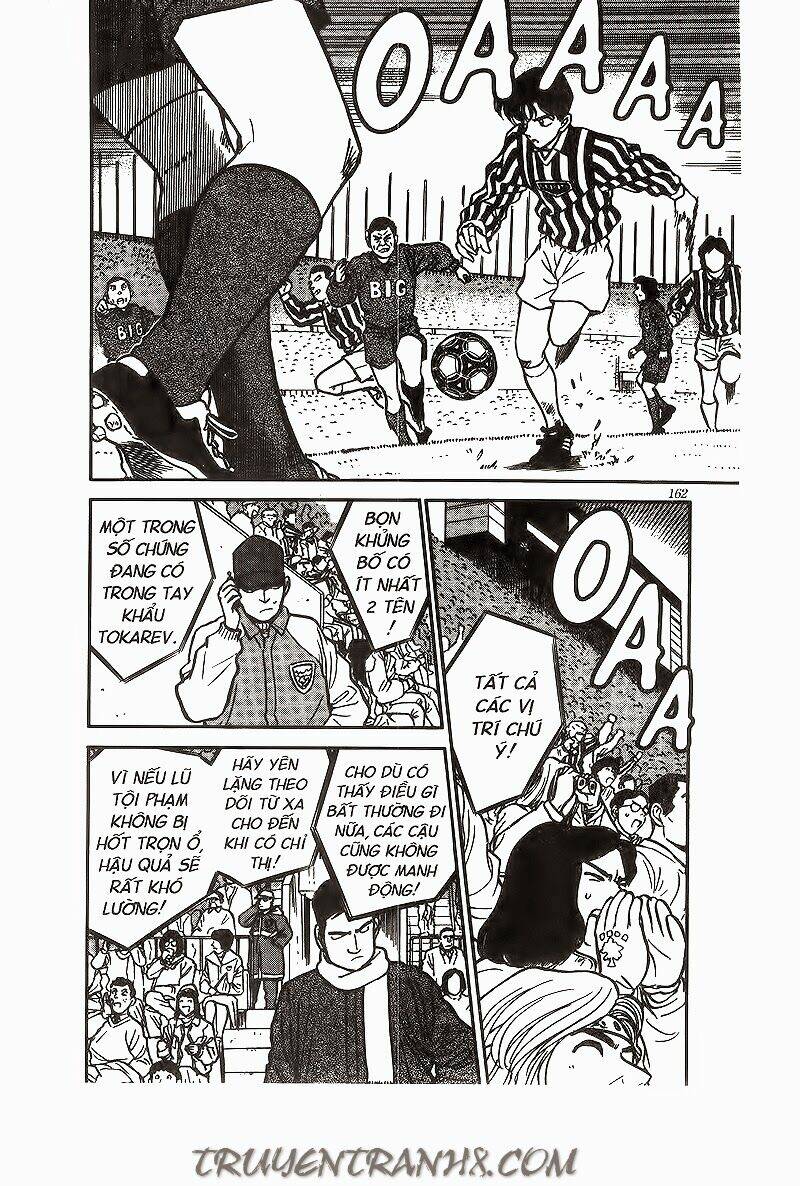 OAAAA
BIG
BIG
162
OAAA
TẤT CẢ
CÁC VỊ
TRÍ CHÚ
Ý!
BỌN
KHỦNG
BỐ CÓ
ÍT NHẤT
2 TÊN
!
MỘT TRONG
SỐ CHÚNG
ĐANG CÓ
TRONG TAY
KHẨU
TOKAREV.
CHO DÙ CÓ
THẤY ĐIỀU GÌ
BẤT THƯỜNG ĐI
NỮA, CÁC CẬU
CŨNG KHÔNG
ĐƯỢC MANH
ĐỘNG!
HÃY YÊN
LẶNG THEO
DÕI TỪ XA
CHO ĐẾN
KHI CÓ CHỈ
THỊ!
VÌ NẾU LŨ
TỘI PHẠM
KHÔNG BỊ
HỐT TRỌN Ổ,
HẬU QUẢ SẼ
RẤT KHÓ
LƯỜNG!
TRUYENTRANH8.COM